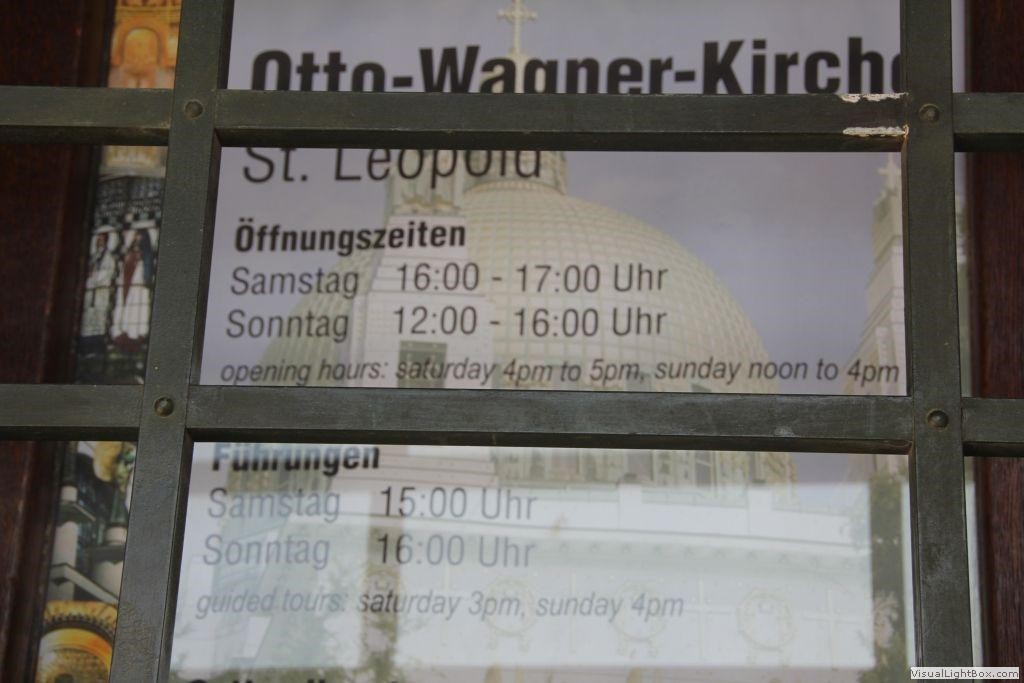 Otto-Wagner-Kirche
St. Leopold
Öffnungszeiten
Samstag 16:00 - 17:00 Uhr
Sonntag 12:00 - 16:00 Uhr
opening hours: saturday 4pm to 5pm, sunday noon to 4pm
Führungen
Samstag 15:00 Uhr
Sonntag 16:00 Uhr
guided tours: saturday 3pm, sunday 4pm
VisualLightBox.com